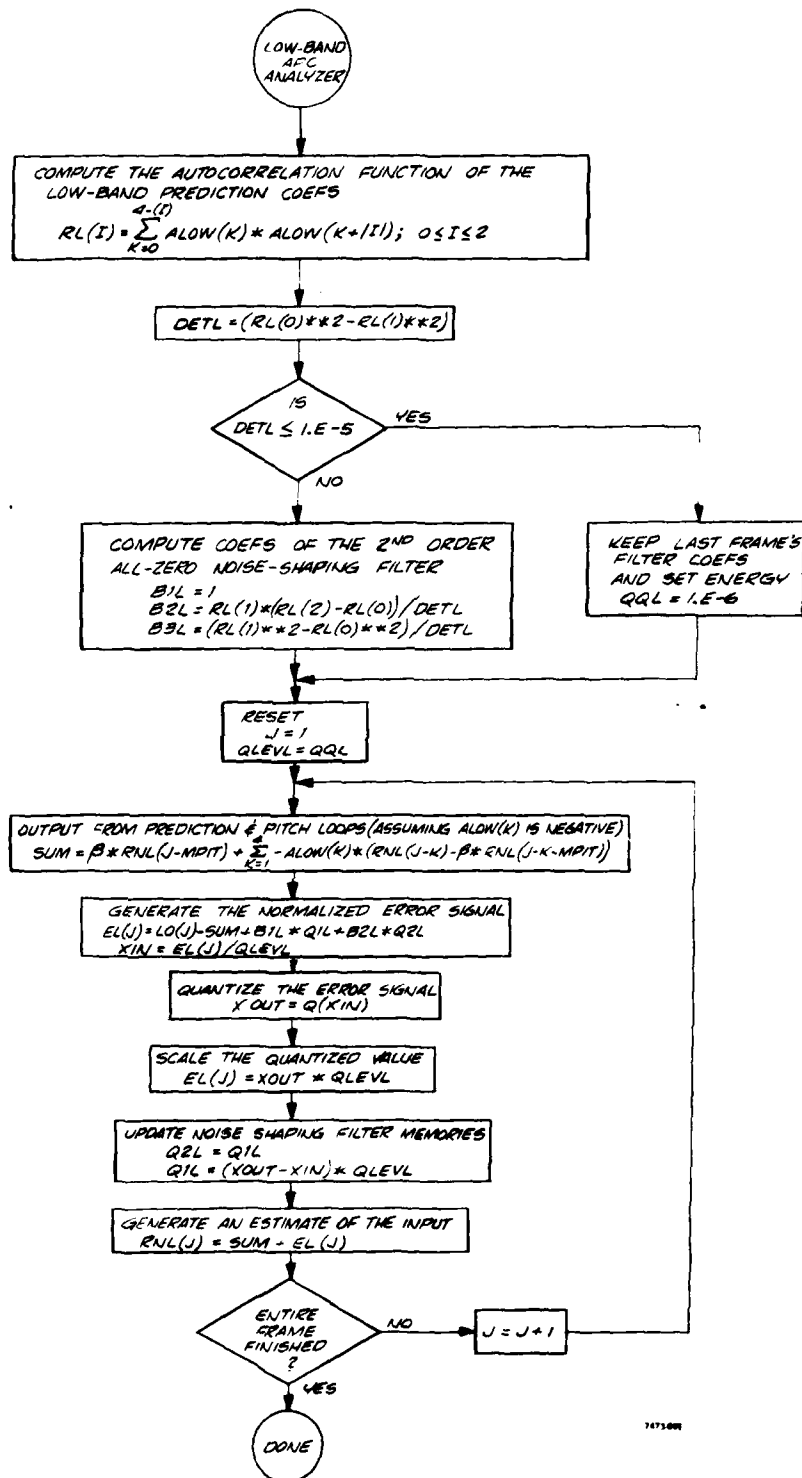 LOW-BAND
APC
ANALYZER
COMPUTE THE AUTOCORRELATION FUNCTION OF THE
LOW-BAND PREDICTION COEFS
4-(I)
RL(I) = ∑ ALOW(K) * ALOW(K+|I|); 0 ≤ I ≤ 2
K=0
DETL = (RL(0)**2-RL(1)**2)
IS
DETL ≤ 1.E-5
YES
NO
COMPUTE COEFS OF THE 2ND ORDER
ALL-ZERO NOISE-SHAPING FILTER
B1L = 1
B2L = RL(1)*(RL(2)-RL(0))/DETL
B3L = (RL(1)**2-RL(0)**2)/DETL
KEEP LAST FRAME'S
FILTER COEFS
AND SET ENERGY
QQL = 1.E-6
RESET
J = 1
QLEVL = QQL
OUTPUT FROM PREDICTION & PITCH LOOPS (ASSUMING ALOW(K) IS NEGATIVE)
4
SUM = β * RNL(J-MPIT) + ∑ -ALOW(K)*(RNL(J-K)-β* RNL(J-K-MPIT))
K=1
GENERATE THE NORMALIZED ERROR SIGNAL
EL(J)=LO(J)-SUM+B1L*Q1L+B2L*Q2L
XIN = EL(J)/QLEVL
QUANTIZE THE ERROR SIGNAL
XOUT = Q(XIN)
SCALE THE QUANTIZED VALUE
EL(J) = XOUT * QLEVL
UPDATE NOISE SHAPING FILTER MEMORIES
Q2L = Q1L
Q1L = (XOUT-XIN) * QLEVL
GENERATE AN ESTIMATE OF THE INPUT
RNL(J) = SUM + EL(J)
ENTIRE
FRAME
FINISHED
?
NO
J = J+1
YES
DONE